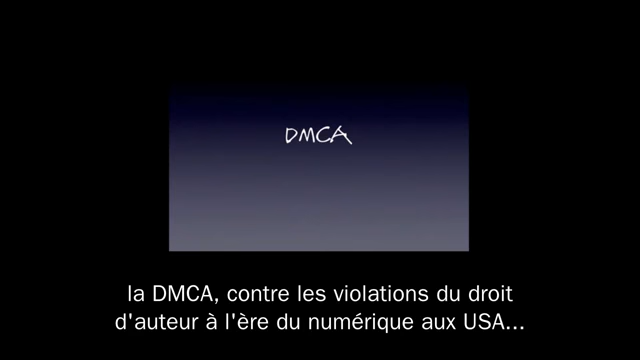 DMCA
la DMCA, contre les violations du droit
d'auteur à l'ère du numérique aux USA...